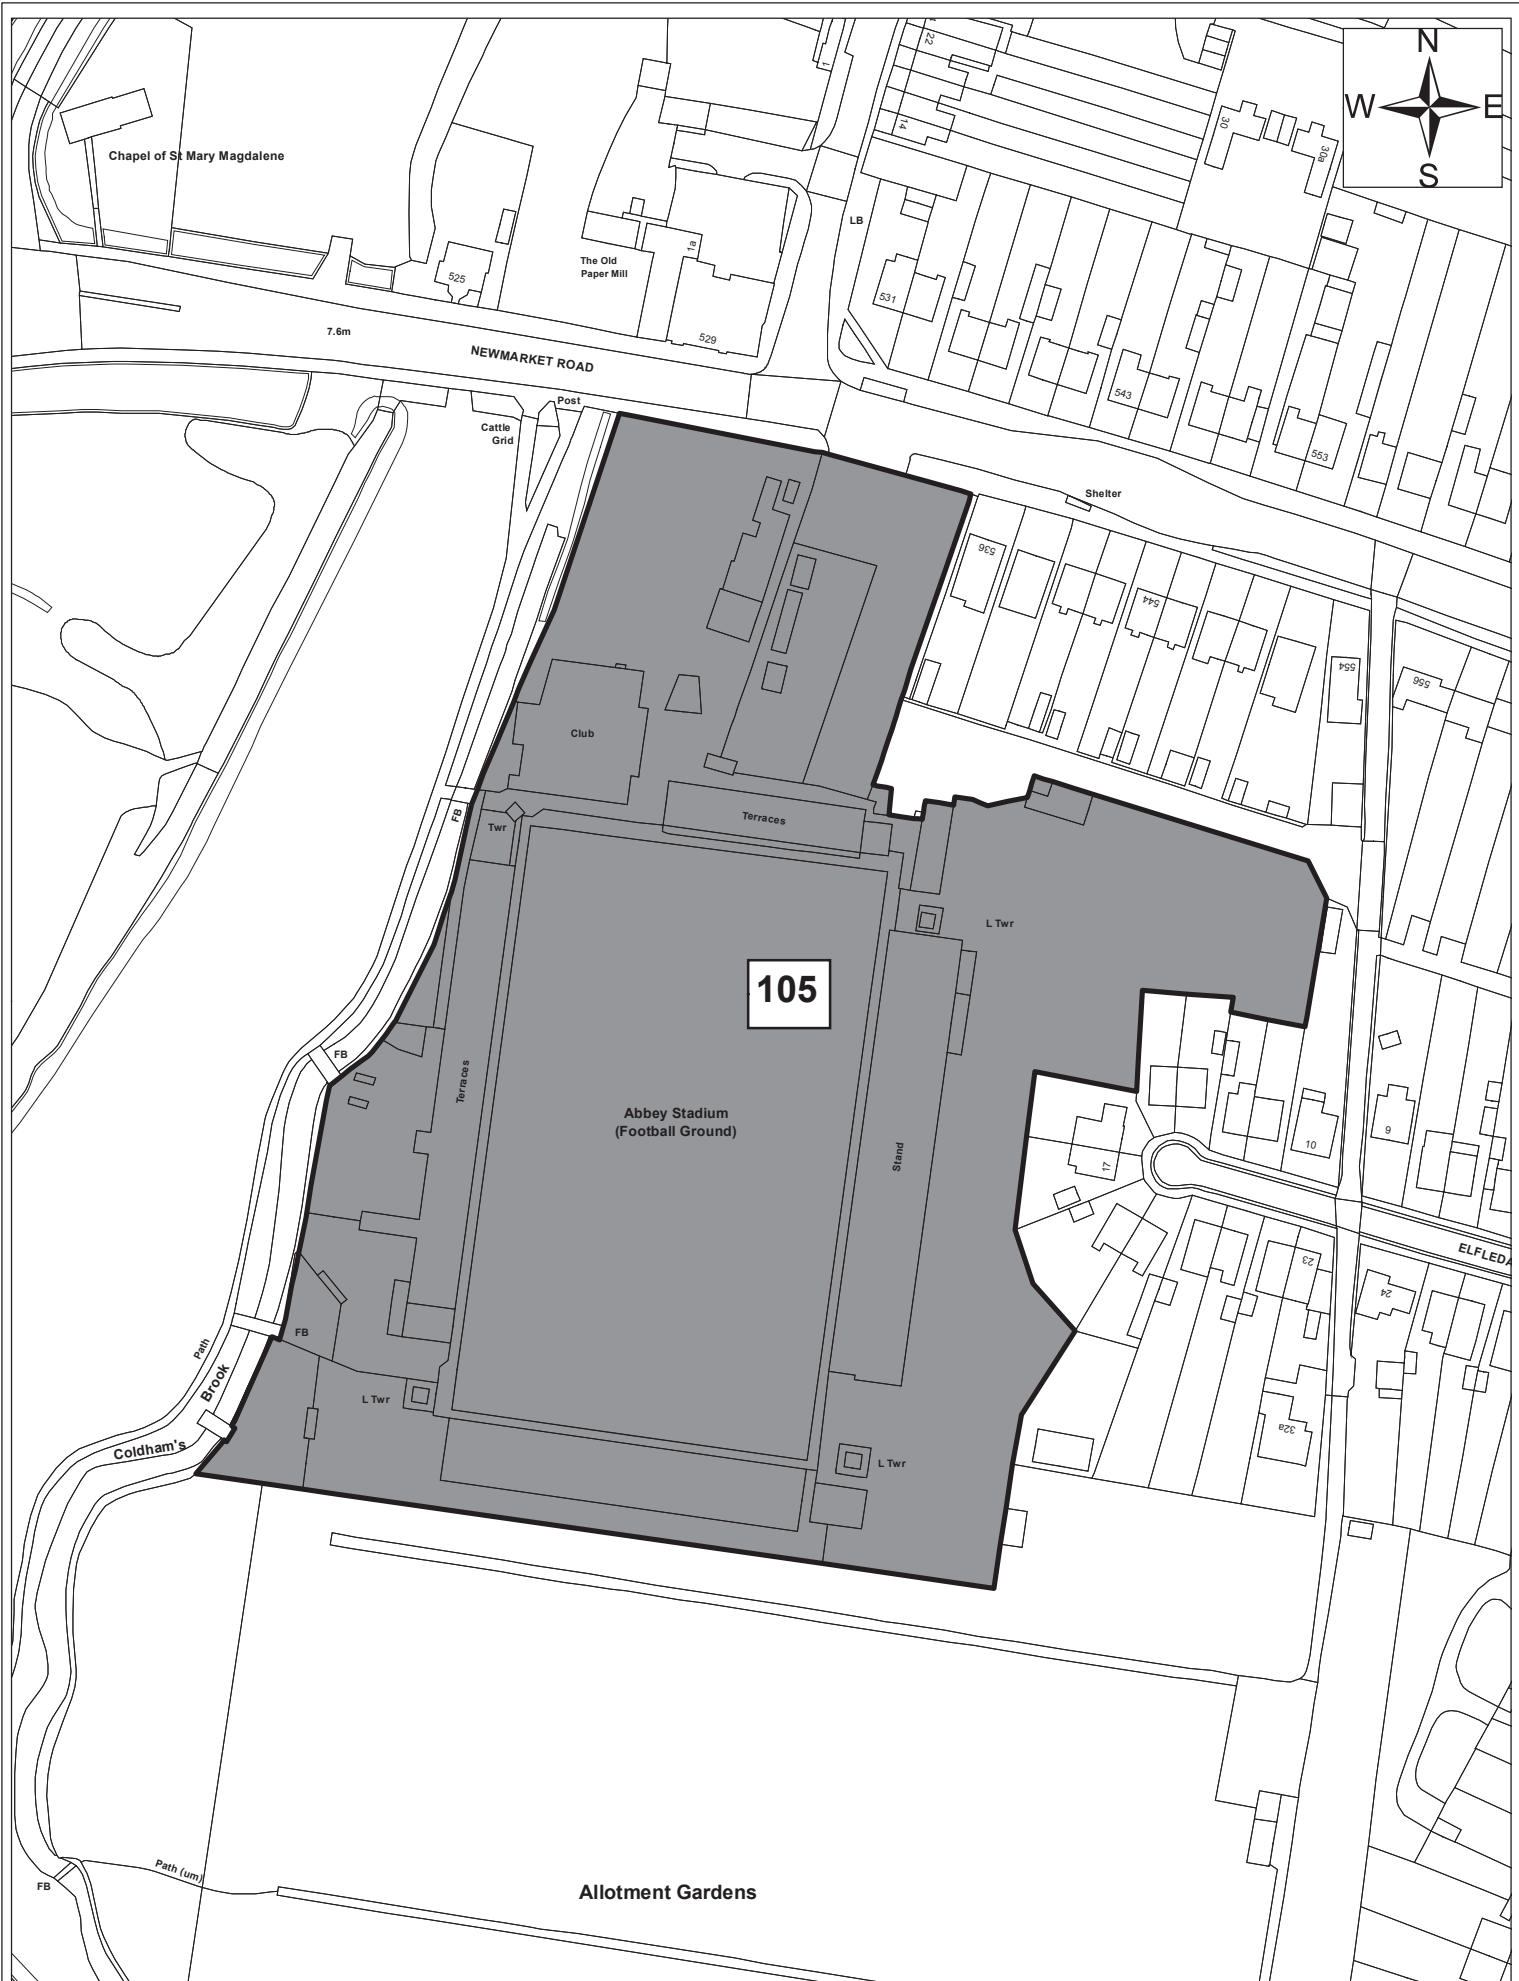 N
W E
S
22
1
14
30
30a
Chapel of St Mary Magdalene
LB
1a
The Old
Paper Mill
525
531
529
7.6m
NEWMARKET ROAD
543
553
Post
Cattle
Grid
Shelter
536
544
554
556
Club
FB
Twr
Terraces
L Twr
105
FB
Terraces
Abbey Stadium
(Football Ground)
Stand
10
9
17
ELFLEDA
23
24
FB
Path
Brook
L Twr
Coldham's
32a
L Twr
Path (um)
FB
Allotment Gardens